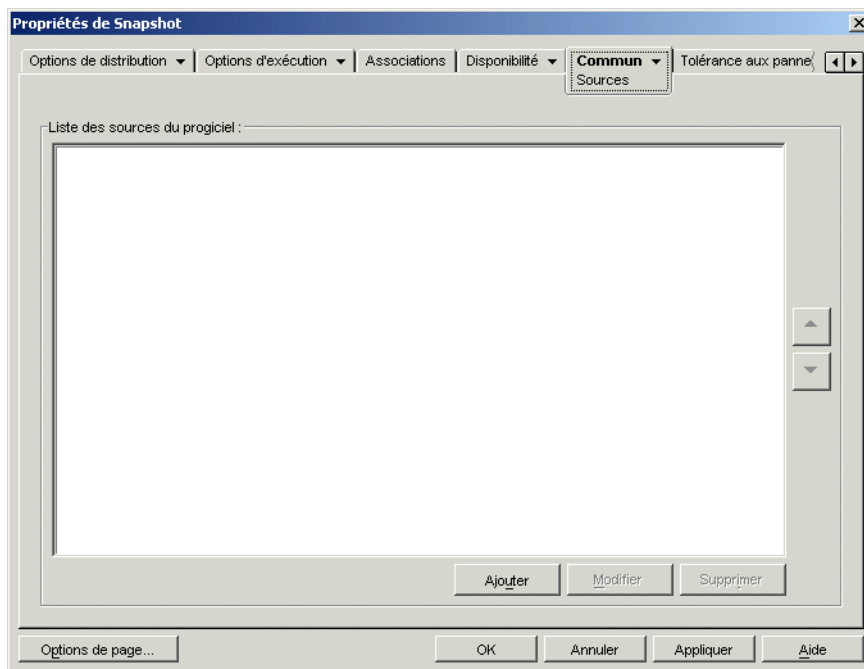 Propriétés de Snapshot
Options de distribution Options d'exécution Associations Disponibilité Commun Tolérance aux panne
Sources
Liste des sources du progiciel :
Ajouter Modifier Supprimer
Options de page... OK Annuler Appliquer Aide